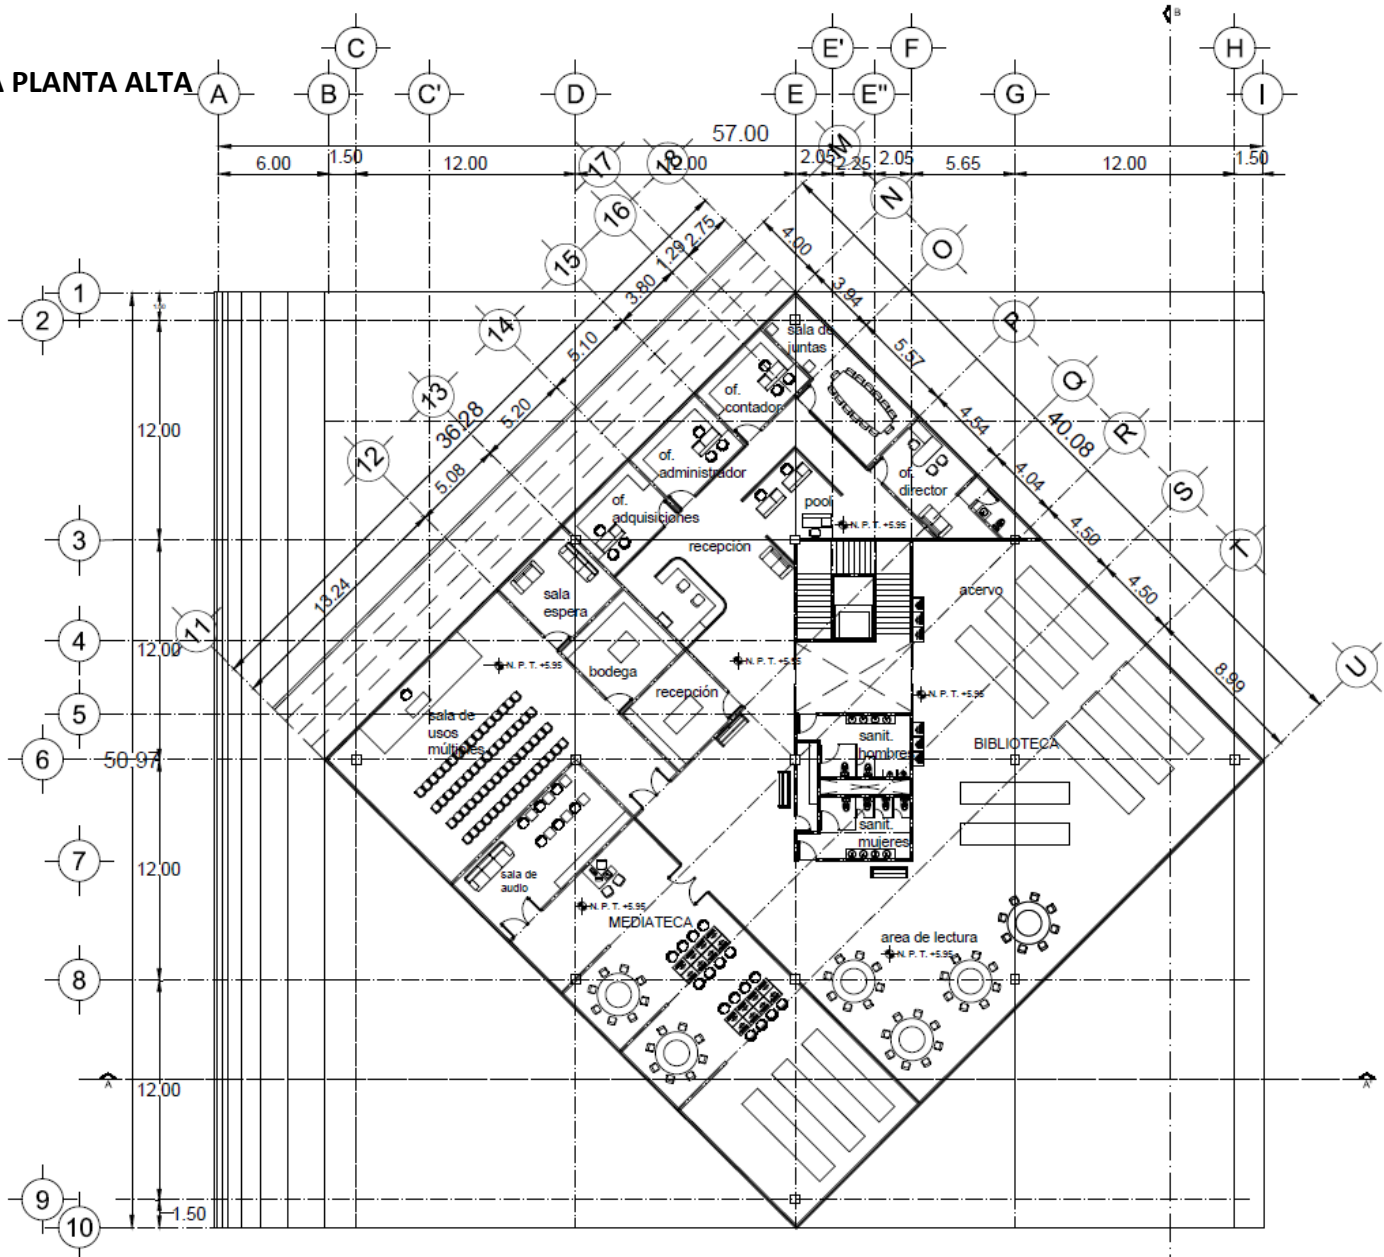 B
C
E'
F
H
A PLANTA ALTA
A
B
C'
D
E
E''
G
I
57.00
M
6.00
1.50
12.00
12.00
2.05
2.25
2.05
5.65
12.00
1.50
17
18
16
N
O
15
2.75
1.29
3.80
4.00
3.94
1
2
14
5.10
5.57
P
sala de
juntas
13
36.28
5.20
of.
contador
4.54
40.08
Q
R
12.00
12
5.08
of.
administrador
of.
director
4.04
S
of.
adquisiciones
pool
N. P. T. +5.95
4.50
T
3
recepción
13.24
sala
espera
acervo
4.50
11
4
12.00
N. P. T. +5.95
bodega
N. P. T. +5.95
recepción
N. P. T. +5.95
8.99
U
5
sala de
usos
múltiples
sanit.
hombres
BIBLIOTECA
6
50.97
sanit.
mujeres
7
12.00
sala de
audio
N. P. T. +5.95
MEDIATECA
area de lectura
N. P. T. +5.95
8
A
12.00
A'
9
1.50
10